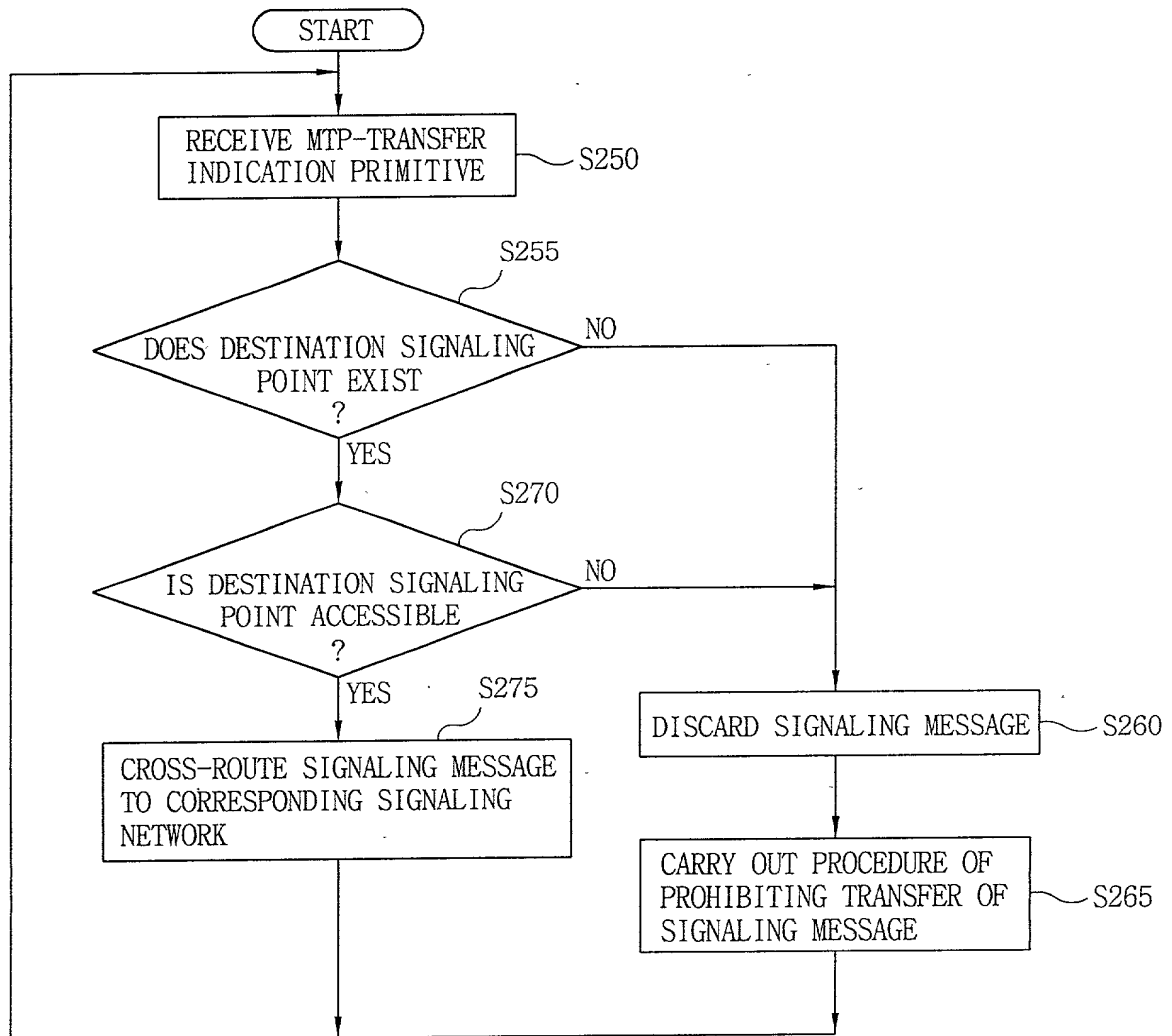 START
RECEIVE MTP-TRANSFER
INDICATION PRIMITIVE
S250
S255
DOES DESTINATION SIGNALING
POINT EXIST
?
NO
YES
S270
IS DESTINATION SIGNALING
POINT ACCESSIBLE
?
NO
YES
S275
CROSS-ROUTE SIGNALING MESSAGE
TO CORRESPONDING SIGNALING
NETWORK
DISCARD SIGNALING MESSAGE
S260
CARRY OUT PROCEDURE OF
PROHIBITING TRANSFER OF
SIGNALING MESSAGE
S265